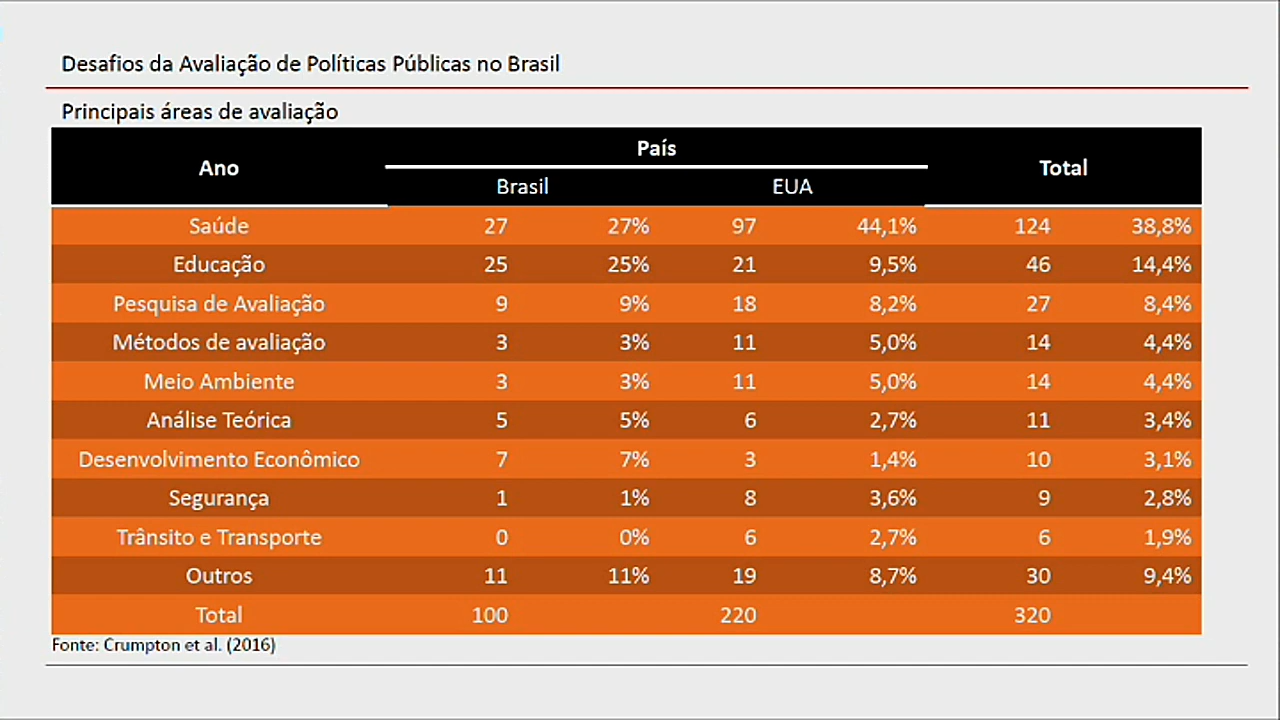 Desafios da Avaliação de Políticas Públicas no Brasil
Principais áreas de avaliação
Ano País Total
Brasil EUA
Saúde 27 27% 97 44,1% 124 38,8%
Educação 25 25% 21 9,5% 46 14,4%
Pesquisa de Avaliação 9 9% 18 8,2% 27 8,4%
Métodos de avaliação 3 3% 11 5,0% 14 4,4%
Meio Ambiente 3 3% 11 5,0% 14 4,4%
Análise Teórica 5 5% 6 2,7% 11 3,4%
Desenvolvimento Econômico 7 7% 3 1,4% 10 3,1%
Segurança 1 1% 8 3,6% 9 2,8%
Trânsito e Transporte 0 0% 6 2,7% 6 1,9%
Outros 11 11% 19 8,7% 30 9,4%
Total 100 220 320
Fonte: Crumpton et al. (2016)